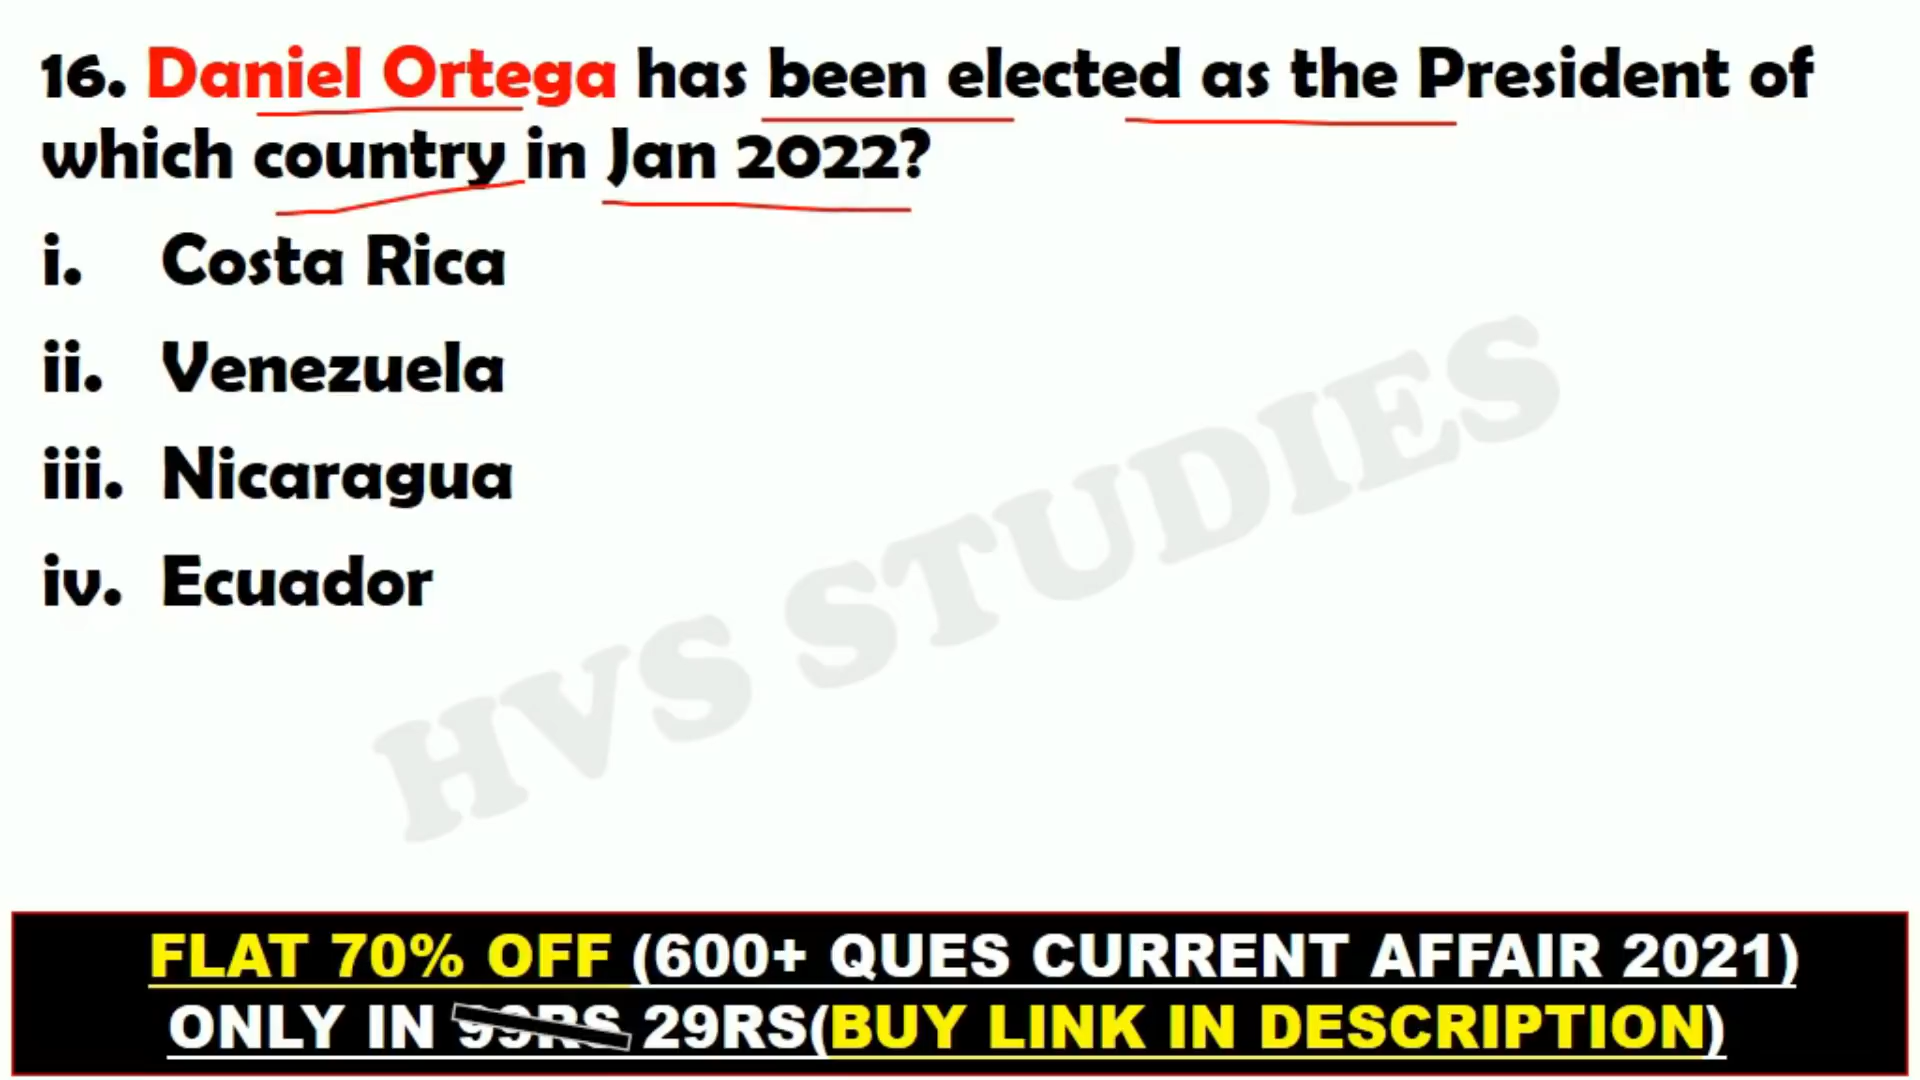 16. Daniel Ortega has been elected as the President of
which country in Jan 2022?
i. Costa Rica
ii. Venezuela
iii. Nicaragua
iv. Ecuador
HVS STUDIES
FLAT 70% OFF (600+ QUES CURRENT AFFAIR 2021)
ONLY IN 99RS 29RS(BUY LINK IN DESCRIPTION)